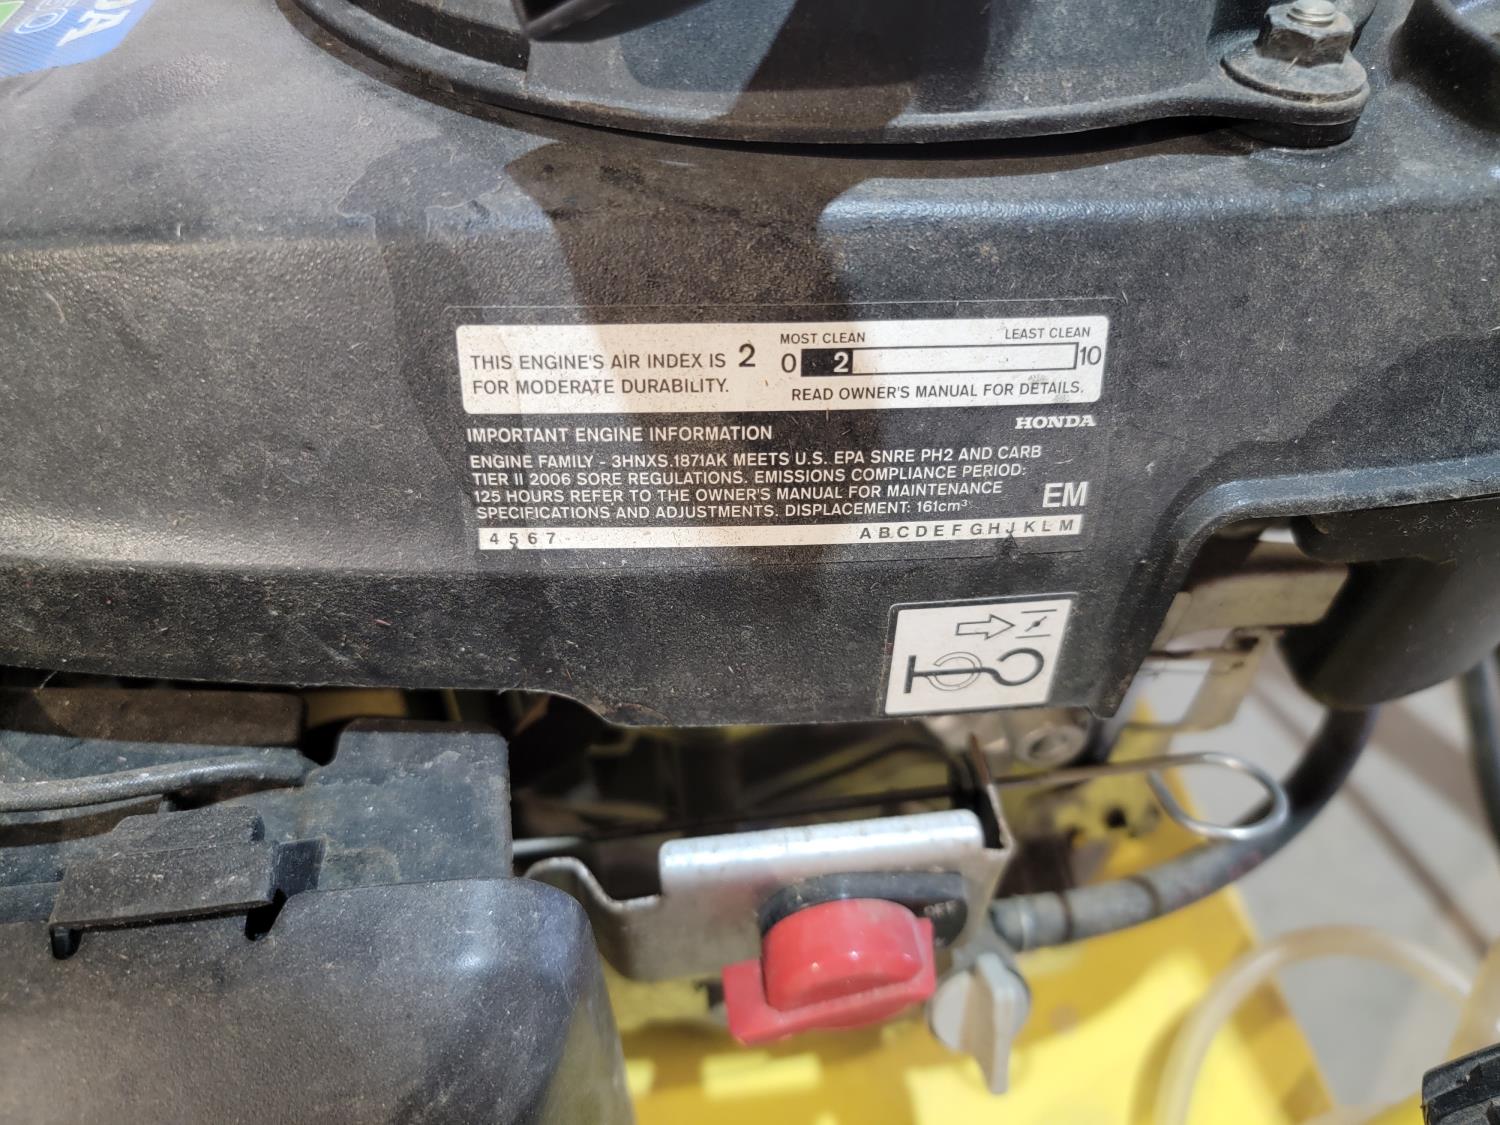 DA
THIS ENGINE'S AIR INDEX IS 2
FOR MODERATE DURABILITY.
MOST CLEAN LEAST CLEAN
0 2 10
READ OWNER'S MANUAL FOR DETAILS.
HONDA
IMPORTANT ENGINE INFORMATION
ENGINE FAMILY - 3HNXS.1871AK MEETS U.S. EPA SNRE PH2 AND CARB
TIER II 2006 SORE REGULATIONS. EMISSIONS COMPLIANCE PERIOD:
125 HOURS REFER TO THE OWNER'S MANUAL FOR MAINTENANCE
SPECIFICATIONS AND ADJUSTMENTS. DISPLACEMENT: 161cm³
EM
4 5 6 7 A B C D E F G H J K L M
OFF